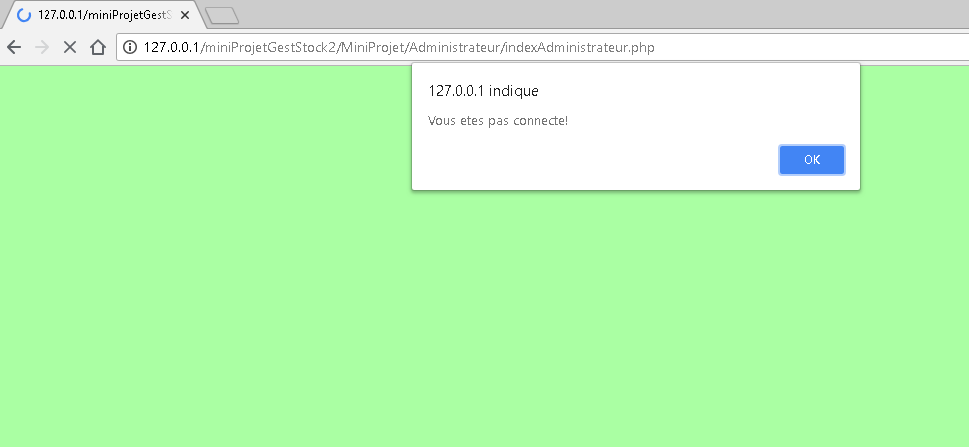 127.0.0.1/miniProjetGestS
127.0.0.1/miniProjetGestStock2/MiniProjet/Administrateur/indexAdministrateur.php
127.0.0.1 indique
Vous etes pas connecte!
OK